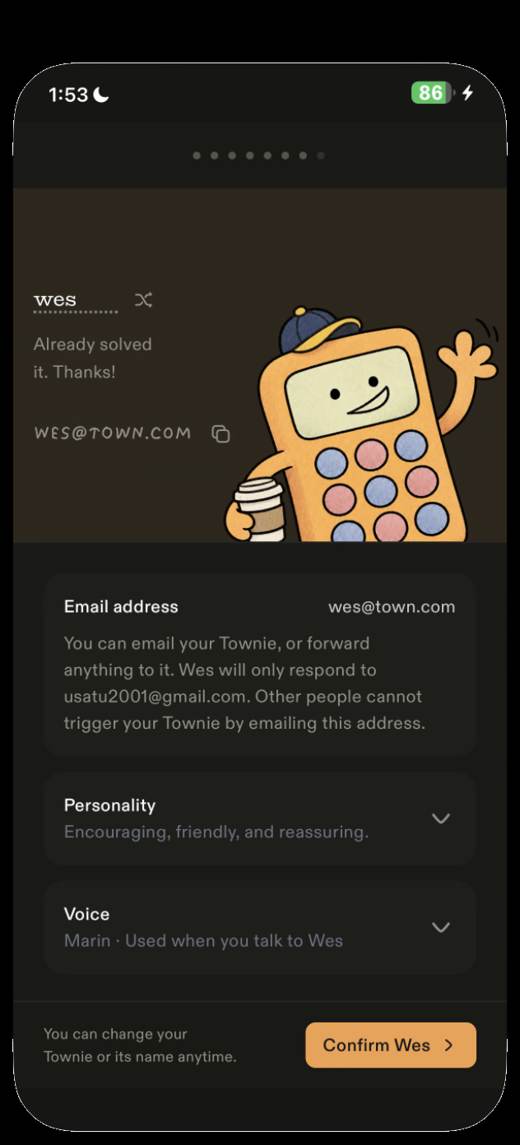 1:53
86
wes
Already solved
it. Thanks!
WES@TOWN.COM
Email address
wes@town.com
You can email your Townie, or forward
anything to it. Wes will only respond to
usatu2001@gmail.com. Other people cannot
trigger your Townie by emailing this address.
Personality
Encouraging, friendly, and reassuring.
Voice
Marin · Used when you talk to Wes
You can change your
Townie or its name anytime.
Confirm Wes